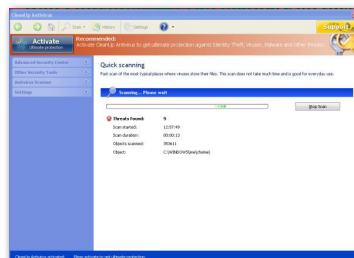 CleanUp Antivirus
Scan
History
Settings
Support
Activate
Ultimate protection
Recommended:
Activate CleanUp Antivirus to get ultimate protection against Identity Theft, Viruses, Malware and other threats
Advanced Security Center
Other Security Tools
Antivirus Scanner
Settings
Quick scanning
Fast scan of the most typical places where viruses store their files. This scan does not take much time and is good for everyday use.
Scanning... Please wait
Stop Scan
Threats found: 9
Scan started: 12:57:49
Scan duration: 00:00:13
Objects scanned:
Object:
CleanUp Antivirus activated
Please activate to get ultimate protection